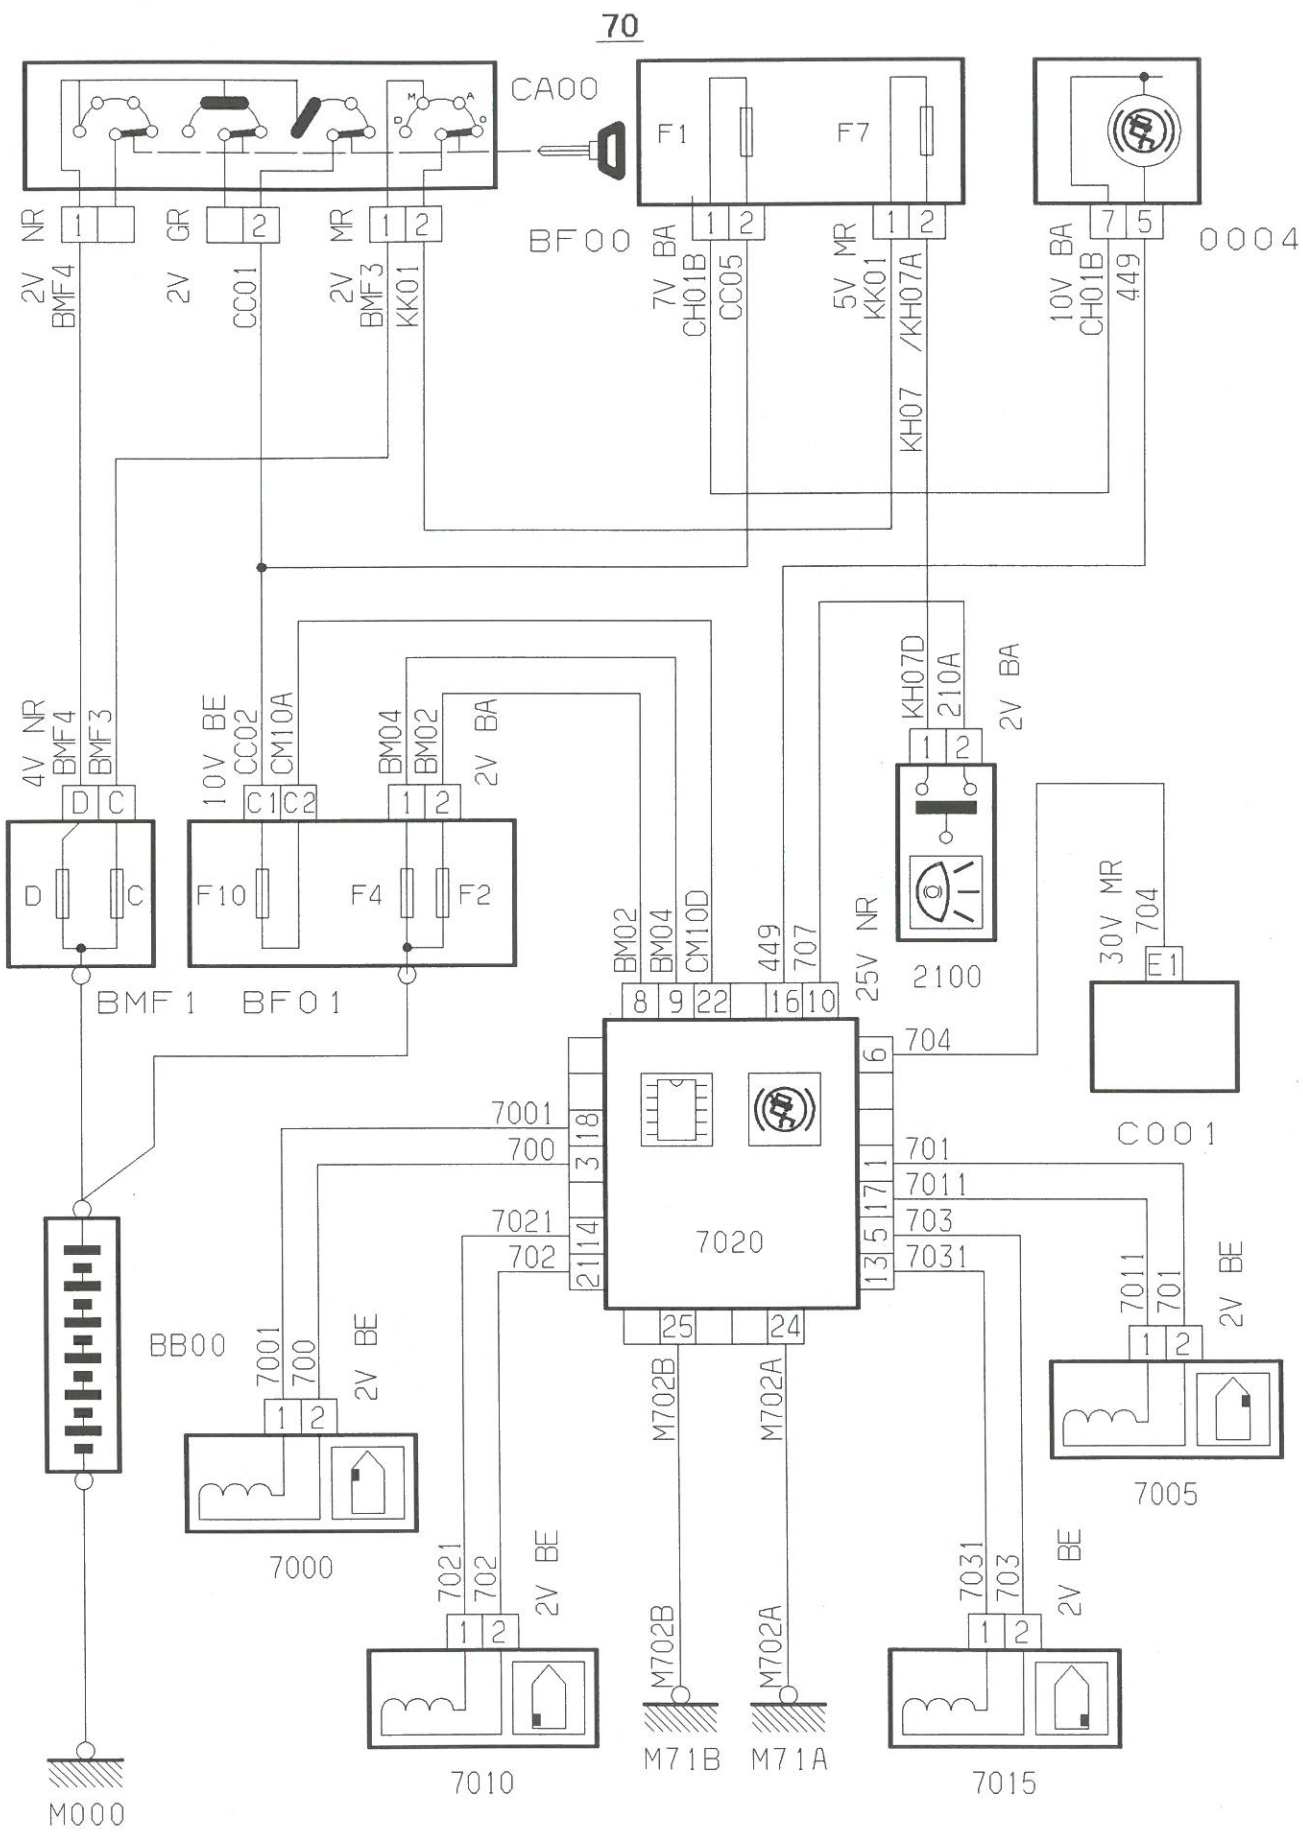 70
CA00
M A
D D
F1 F7
1 2
1 2
1 2
1 2
7 5
2V NR
BMF4
2V GR
CC01
2V MR
BMF3
KK01
BF00
7V BA
CH01B
CC05
5V MR
KK01
KH07 /KH07A
10V BA
CH01B
449
0004
4V NR
BMF4
BMF3
10V BE
CC02
CM10A
BM04
BM02
2V BA
KH07D
210A
2V BA
D C
C1 C2
1 2
1 2
D C
F10 F4 F2
BMF1
BF01
BM02
BM04
CM10D
449
707
25V NR
2100
30V MR
704
E1
8 9 22 16 10
6 704
C001
7001 18
700 3
1 701
17 7011
7021 14
702 21
5 703
13 7031
7020
25 24
BB00
7001
700
2V BE
1 2
7000
M702B
M702A
7011
701
2V BE
1 2
7005
7021
702
2V BE
1 2
7010
M702B
M702A
M71B
M71A
7031
703
2V BE
1 2
7015
M000